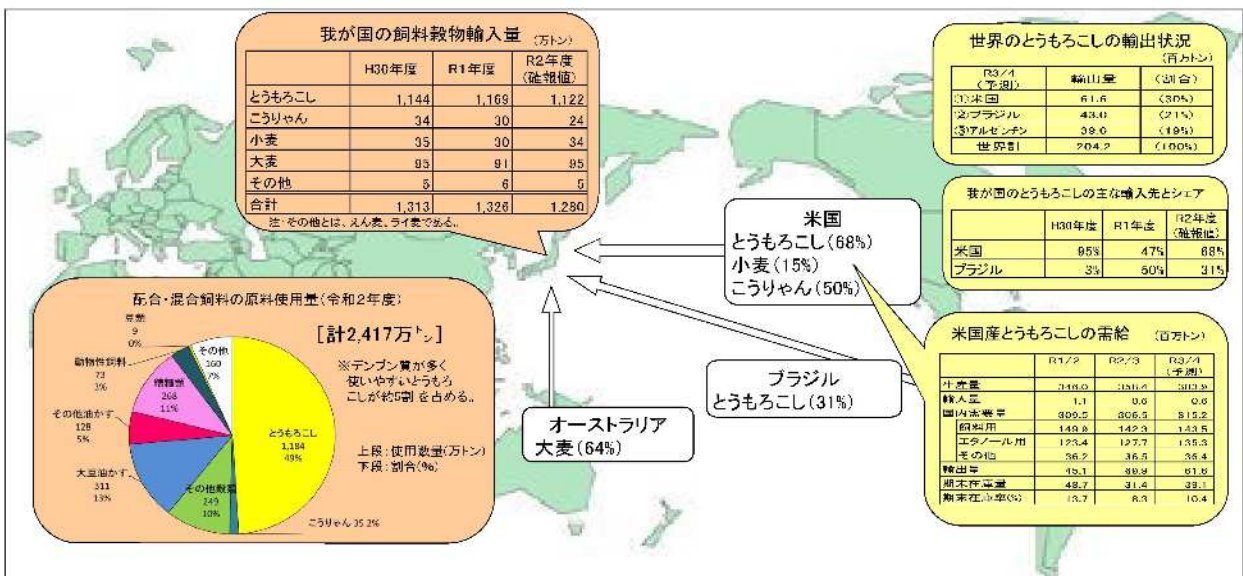 我が国の飼料穀物輸入量 (万トン)
H30年度 R1年度 R2年度(確報値)
とうもろこし 1,144 1,169 1,122
こうりゃん 34 30 24
小麦 35 30 34
大麦 95 91 95
その他 5 6 5
合計 1,313 1,326 1,280
注:その他とは、えん麦、ライ麦である。
世界のとうもろこしの輸出状況
(百万トン)
R3/4(予測) 輸出量 (割合)
①米国 61.6 (30%)
②ブラジル 43.0 (21%)
③アルゼンチン 39.0 (19%)
世界計 204.2 (100%)
我が国のとうもろこしの主な輸入先とシェア
H30年度 R1年度 R2年度(確報値)
米国 95% 47% 68%
ブラジル 3% 50% 31%
米国
とうもろこし(68%)
小麦(15%)
こうりゃん(50%)
ブラジル
とうもろこし(31%)
オーストラリア
大麦(64%)
配合・混合飼料の原料使用量(令和2年度)
[計2,417万トン]
※デンプン質が多く
使いやすいとうもろ
こしが約5割を占める。
上段:使用数量(万トン)
下段:割合(%)
9
0%
動物性飼料
73
3%
その他
160
7%
糟糠類
268
11%
その他油かす
128
5%
大豆油かす
311
13%
その他穀類
249
10%
とうもろこし
1,184
49%
こうりゃん 35 2%
米国産とうもろこしの需給 (百万トン)
R1/2 R2/3 R3/4(予測)
生産量 346.0 358.4 383.9
輸入量 1.1 0.6 0.6
国内需要量 309.5 306.5 315.2
飼料用 149.9 142.3 143.5
エタノール用 123.4 127.7 135.3
その他 36.2 36.5 36.4
輸出量 45.1 69.9 61.6
期末在庫量 48.7 31.4 39.1
期末在庫率(%) 13.7 8.3 10.4